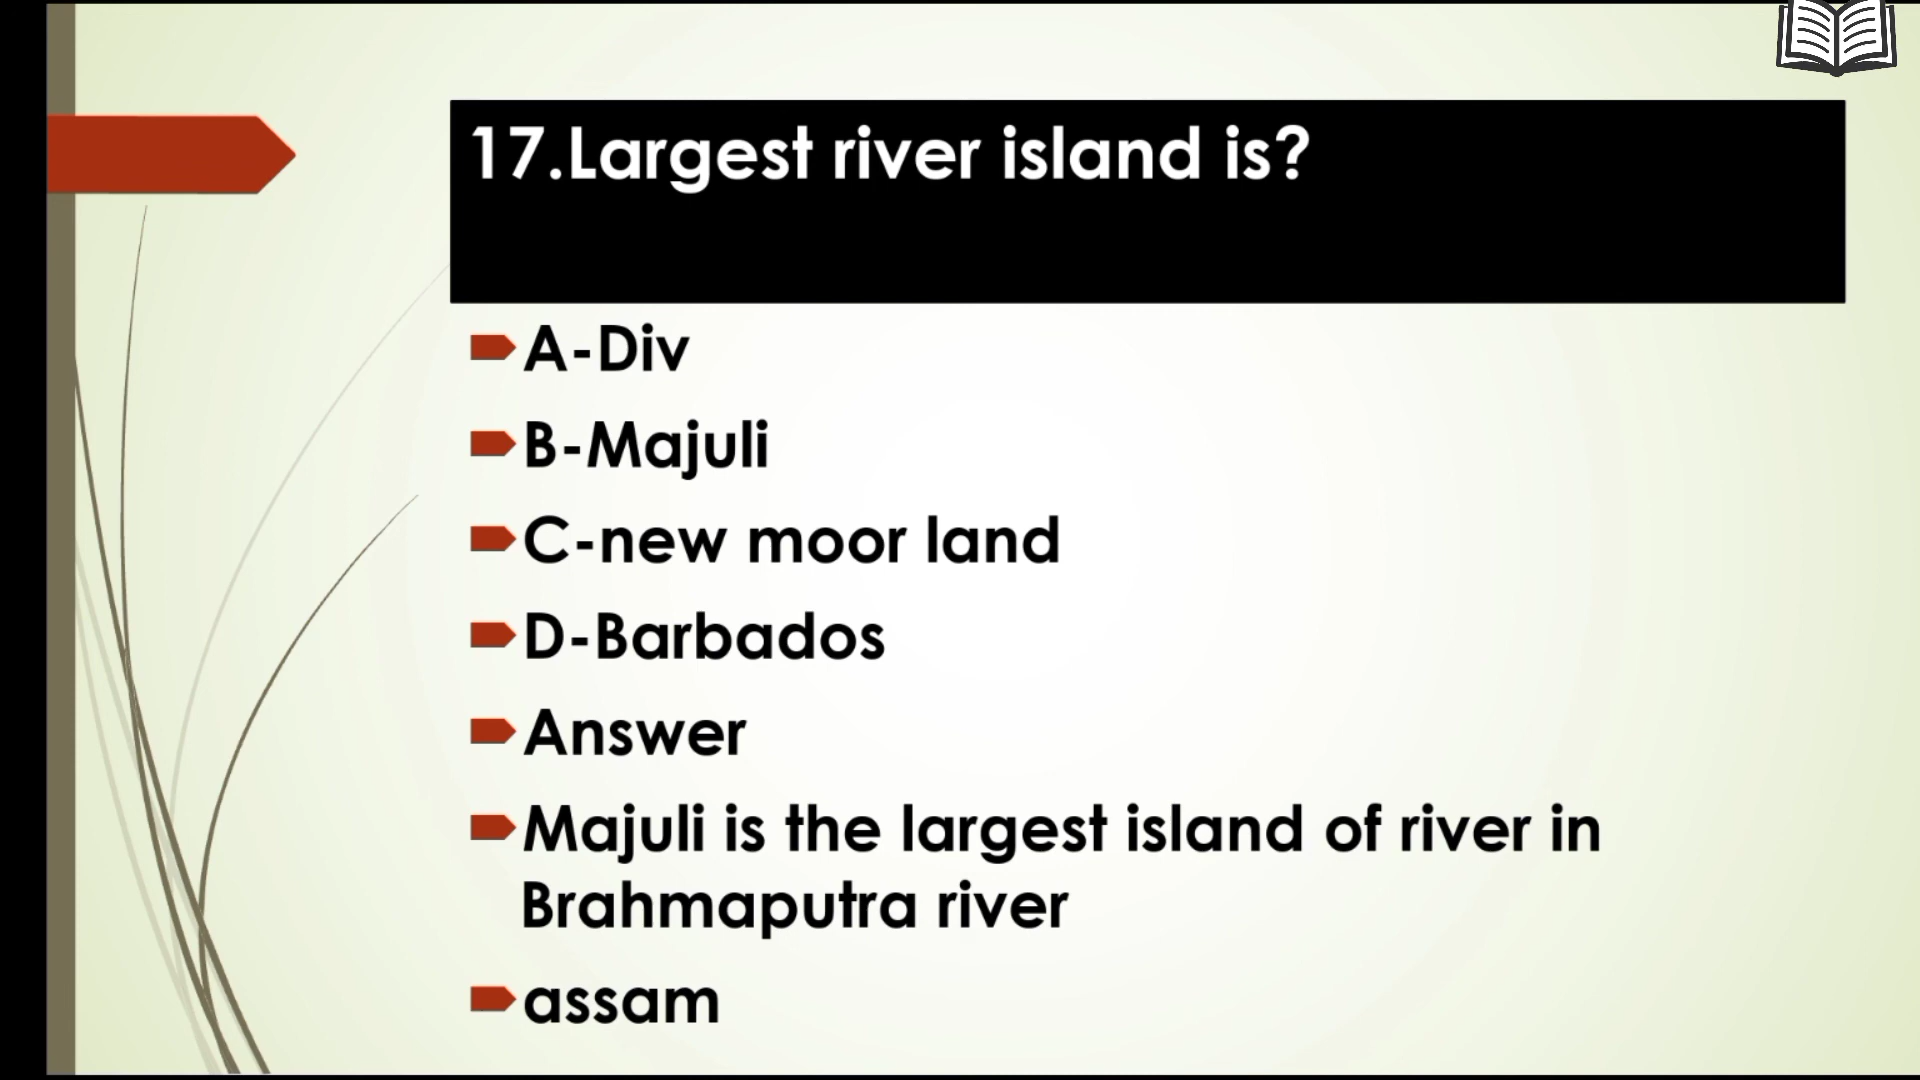 17.Largest river island is?
A-Div
B-Majuli
C-new moor land
D-Barbados
Answer
Majuli is the largest island of river in
Brahmaputra river
assam